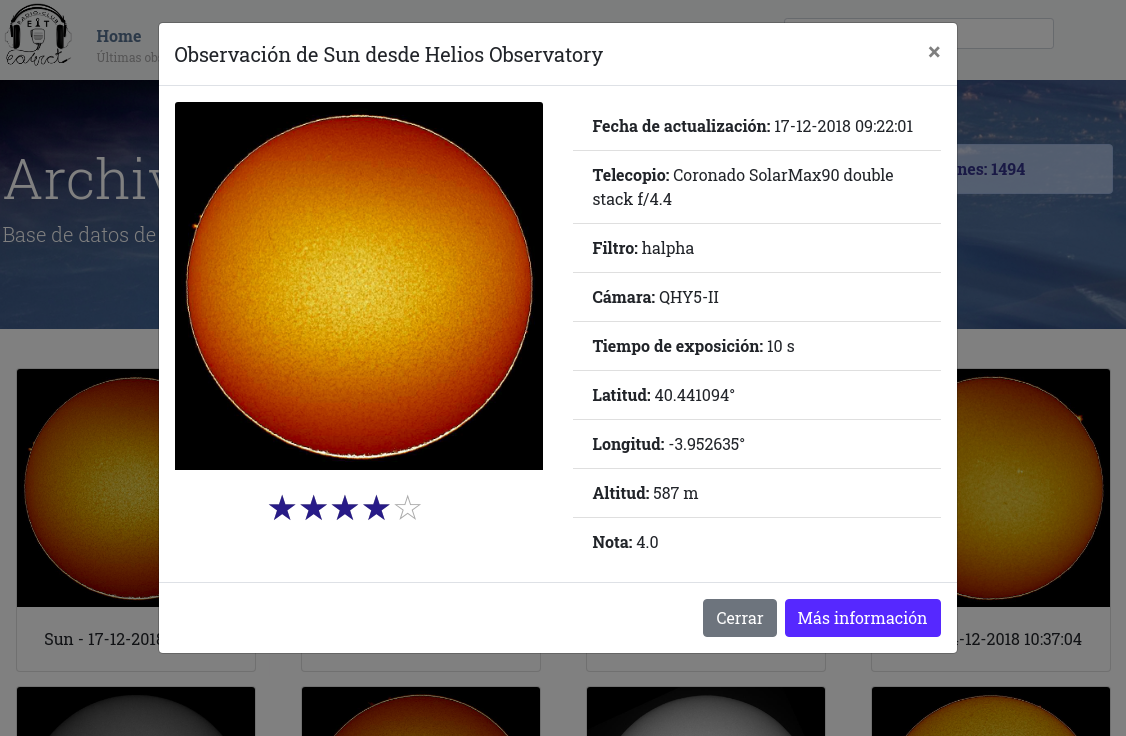 RADIO-CLUB
EIT
Home
Últimas ob
Observación de Sun desde Helios Observatory
×
Archiv
nes: 1494
Base de datos de
Fecha de actualización: 17-12-2018 09:22:01
Telecopio: Coronado SolarMax90 double
stack f/4.4
Filtro: halpha
Cámara: QHY5-II
Tiempo de exposición: 10 s
Latitud: 40.441094°
Longitud: -3.952635°
Altitud: 587 m
Nota: 4.0
Cerrar
Más información
Sun - 17-12-2018
-12-2018 10:37:04